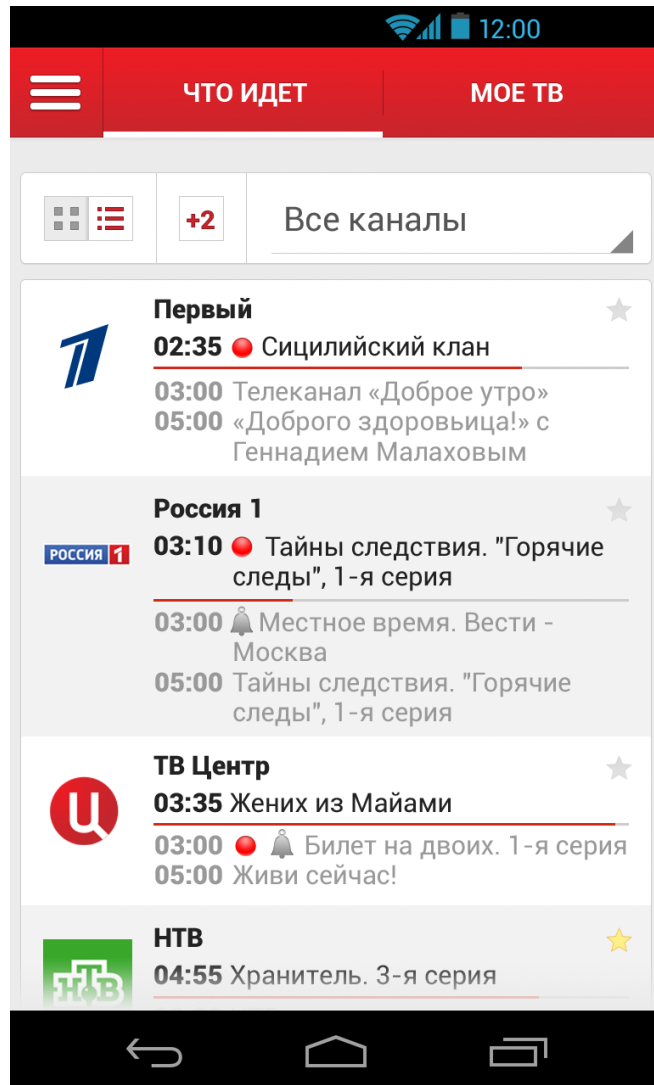 12:00
ЧТО ИДЕТ
МОЕ ТВ
+2
Все каналы
Первый
02:35 Сицилийский клан
03:00 Телеканал «Доброе утро»
05:00 «Доброго здоровьица!» с
Геннадием Малаховым
Россия 1
РОССИЯ 1
03:10 Тайны следствия. "Горячие
следы", 1-я серия
03:00 Местное время. Вести -
Москва
05:00 Тайны следствия. "Горячие
следы", 1-я серия
ТВ Центр
Ц
03:35 Жених из Майами
03:00 Билет на двоих. 1-я серия
05:00 Живи сейчас!
НТВ
НТВ
04:55 Хранитель. 3-я серия